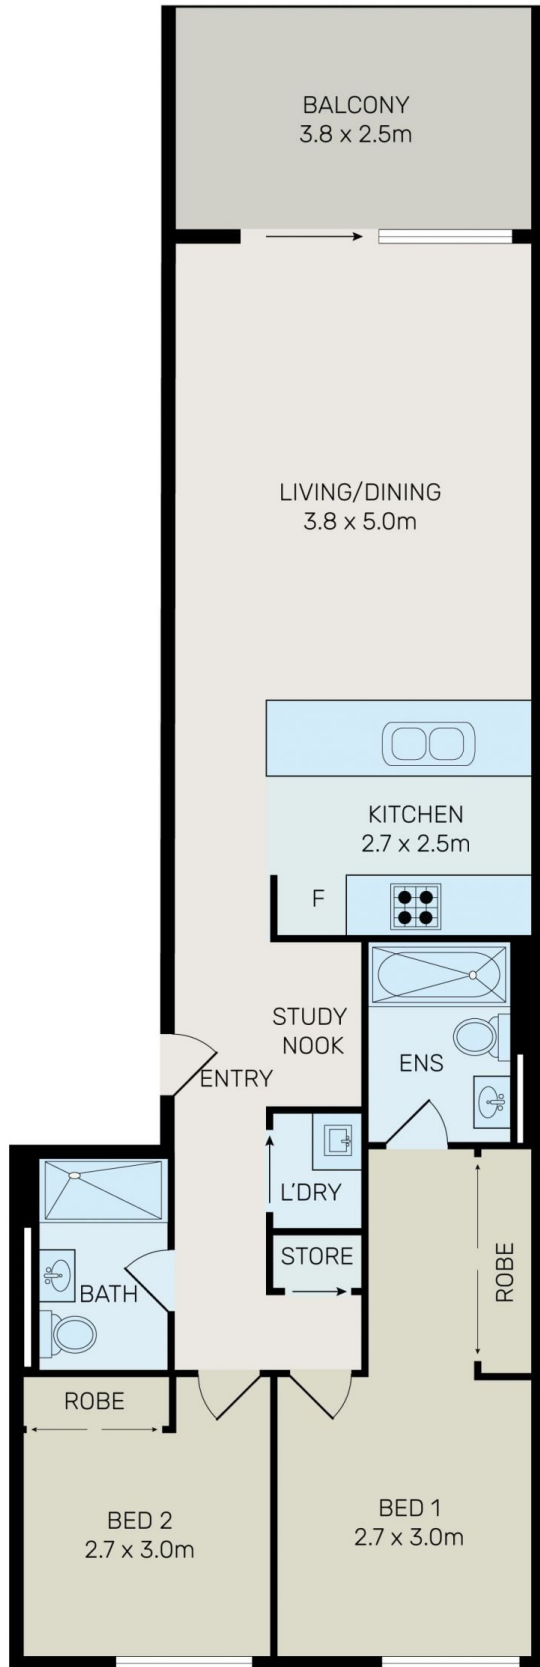 BALCONY
3.8 x 2.5m
LIVING/DINING
3.8 x 5.0m
KITCHEN
2.7 x 2.5m
F
STUDY
NOOK
ENTRY
ENS
L'DRY
STORE
BATH
ROBE
ROBE
BED 2
2.7 x 3.0m
BED 1
2.7 x 3.0m